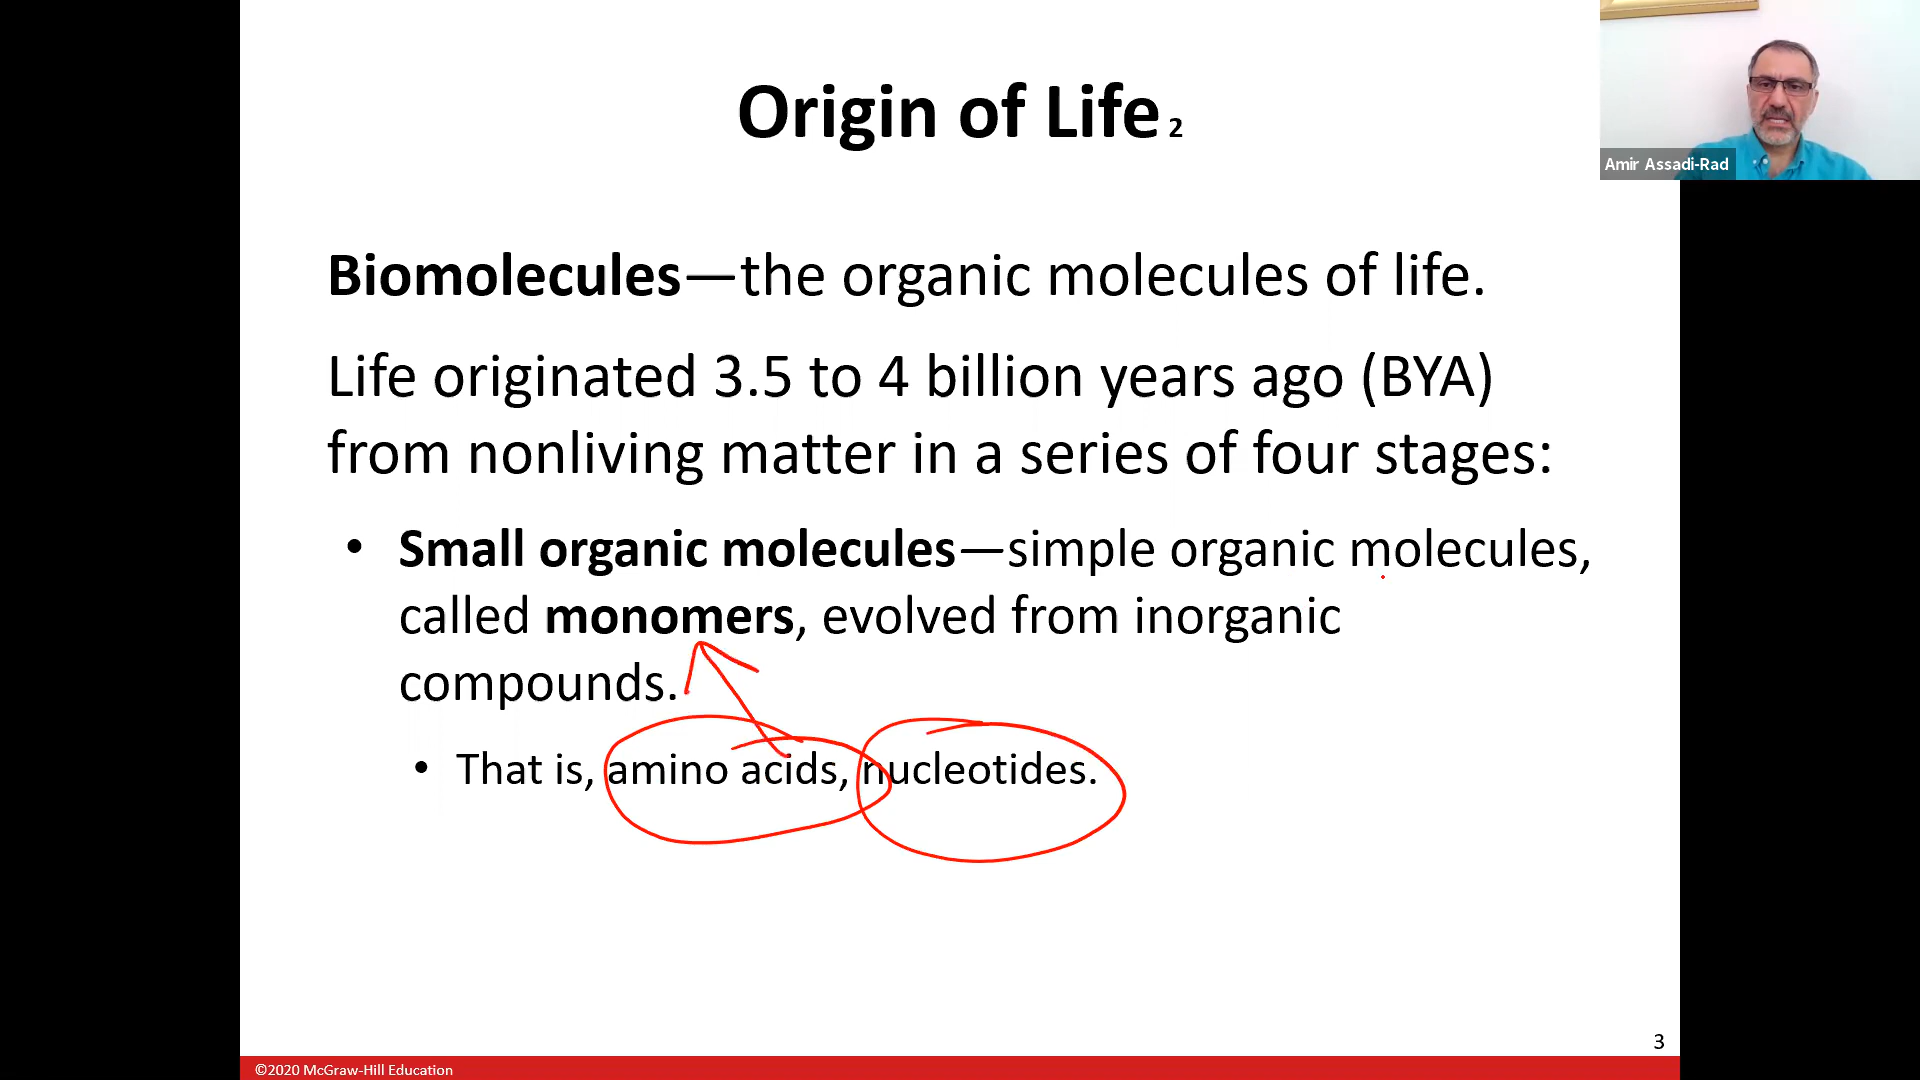 Origin of Life 2
Amir Assadi-Rad
Biomolecules—the organic molecules of life.
Life originated 3.5 to 4 billion years ago (BYA)
from nonliving matter in a series of four stages:
• Small organic molecules—simple organic molecules,
called monomers, evolved from inorganic
compounds.
• That is, amino acids, nucleotides.
3
©2020 McGraw-Hill Education